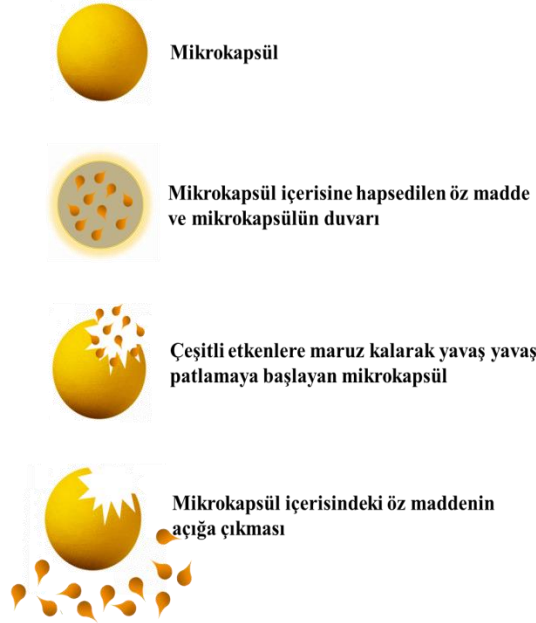 Mikrokapsül
Mikrokapsül içerisine hapsedilen öz madde
ve mikrokapsülün duvarı
Çeşitli etkenlere maruz kalarak yavaş yavaş
patlamaya başlayan mikrokapsül
Mikrokapsül içerisindeki öz maddenin
açığa çıkması